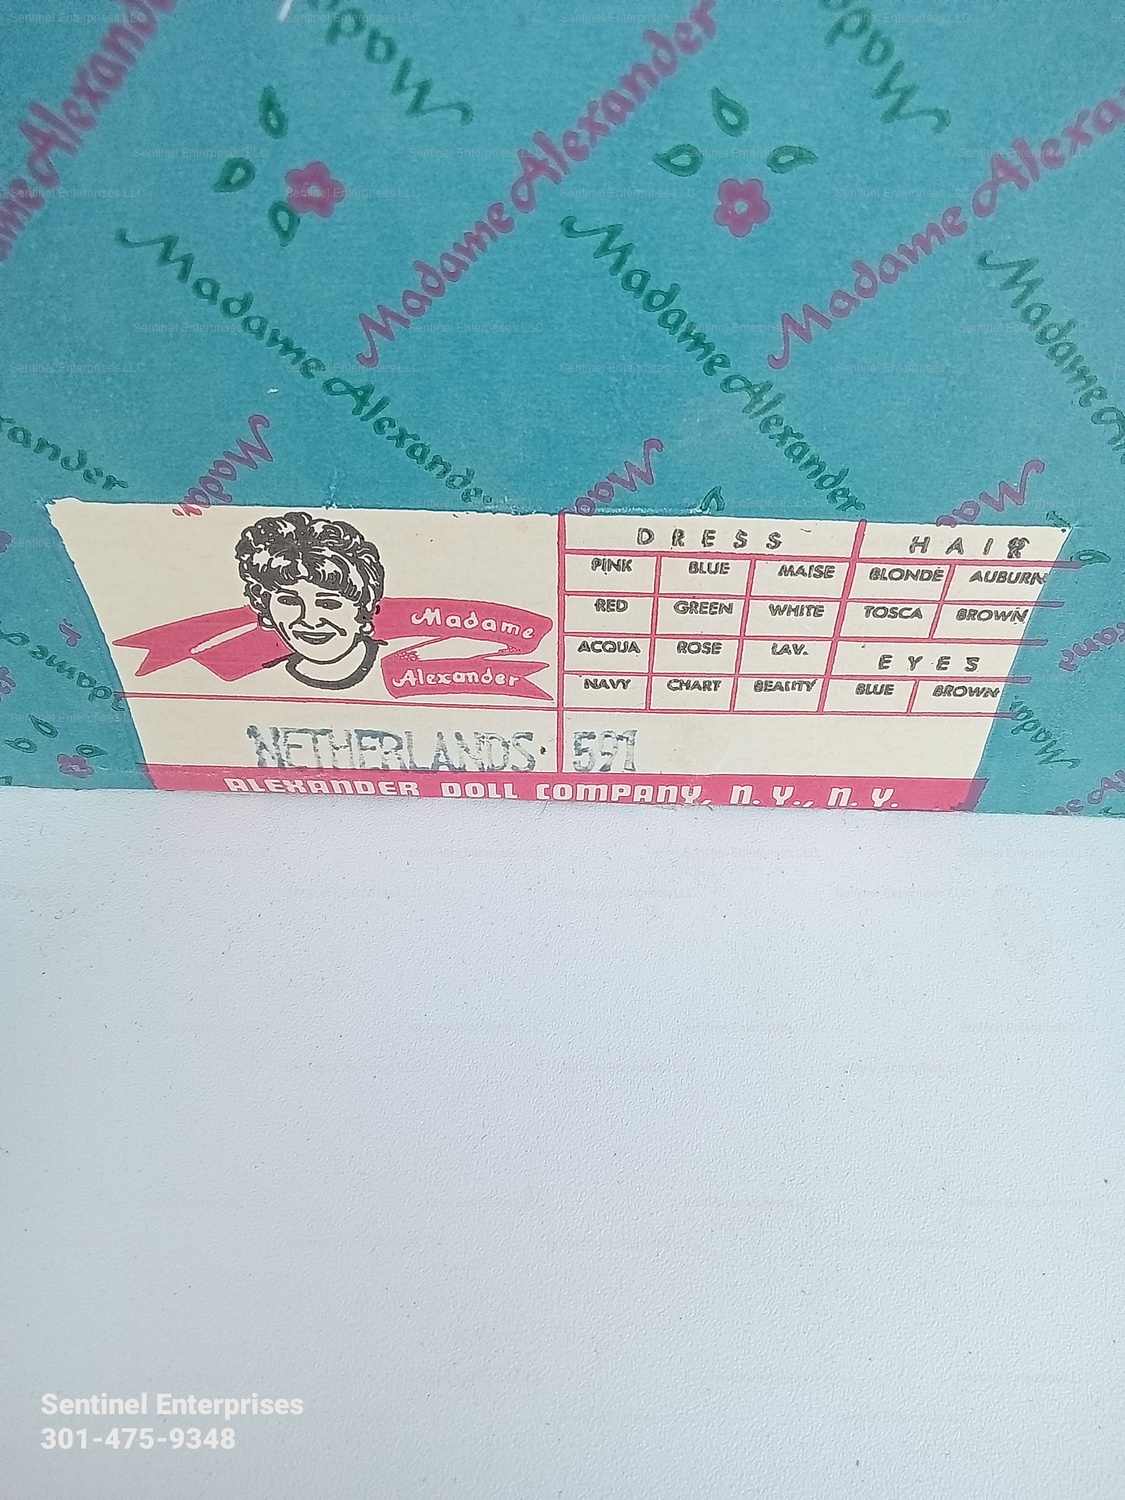 Madame Alexander
Madame Alexander
Madame Alexander
Madame Alexander
Madame
Alexander
DRESS HAIR
PINK BLUE MAISE BLONDE AUBURN
RED GREEN WHITE TOSCA BROWN
ACQUA ROSE LAV. EYES
NAVY CHART BEAUTY BLUE BROWN
NETHERLANDS 591
ALEXANDER DOLL COMPANY, N.Y., N.Y.
Sentinel Enterprises
301-475-9348